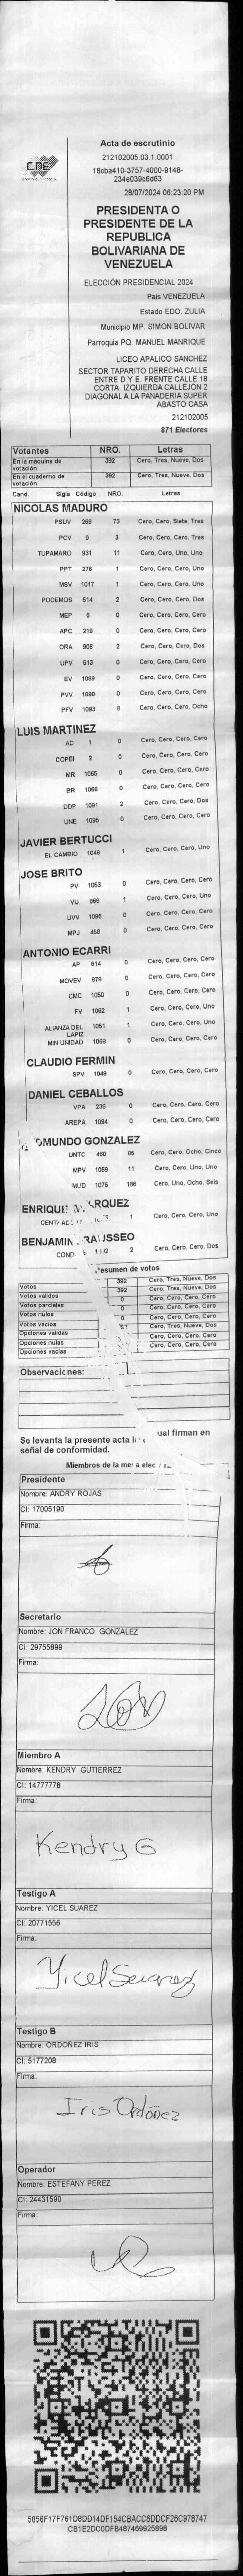 CNE
Acta de escrutinio
212102005.03.1.0001
18cba410-3757-4000-9148-
234e039c6d63
28/07/2024 06:23:20 PM
PRESIDENTA O
PRESIDENTE DE LA
REPUBLICA
BOLIVARIANA DE
VENEZUELA
ELECCIÓN PRESIDENCIAL 2024
País VENEZUELA
Estado EDO. ZULIA
Municipio MP. SIMON BOLIVAR
Parroquia PQ. MANUEL MANRIQUE
LICEO APALICO SANCHEZ
SECTOR TAPARITO DERECHA CALLE
ENTRE D Y E. FRENTE CALLE 18
CORTA IZQUIERDA CALLEJÓN 2
DIAGONAL A LA PANADERIA SUPER
ABASTO CASA
212102005
871 Electores
Votantes NRO. Letras
En la máquina de votación 392 Cero, Tres, Nueve, Dos
En el cuaderno de votación 392 Cero, Tres, Nueve, Dos
Cand. Sigla Código NRO. Letras
NICOLAS MADURO
PSUV 269 73 Cero, Cero, Siete, Tres
PCV 9 3 Cero, Cero, Cero, Tres
TUPAMARO 931 11 Cero, Cero, Uno, Uno
PPT 276 1 Cero, Cero, Cero, Uno
MSV 1017 1 Cero, Cero, Cero, Uno
PODEMOS 514 2 Cero, Cero, Cero, Dos
MEP 6 0 Cero, Cero, Cero, Cero
APC 219 0 Cero, Cero, Cero, Cero
ORA 906 2 Cero, Cero, Cero, Dos
UPV 513 0 Cero, Cero, Cero, Cero
EV 1089 0 Cero, Cero, Cero, Cero
PVV 1090 0 Cero, Cero, Cero, Cero
PFV 1093 8 Cero, Cero, Cero, Ocho
LUIS MARTINEZ
AD 1 0 Cero, Cero, Cero, Cero
COPEI 2 0 Cero, Cero, Cero, Cero
MR 1065 0 Cero, Cero, Cero, Cero
BR 1066 0 Cero, Cero, Cero, Cero
DDP 1091 2 Cero, Cero, Cero, Dos
UNE 1095 0 Cero, Cero, Cero, Cero
JAVIER BERTUCCI
EL CAMBIO 1048 1 Cero, Cero, Cero, Uno
JOSE BRITO
PV 1053 0 Cero, Cero, Cero, Cero
VU 968 1 Cero, Cero, Cero, Uno
UVV 1096 0 Cero, Cero, Cero, Cero
MPJ 458 0 Cero, Cero, Cero, Cero
ANTONIO ECARRI
AP 614 0 Cero, Cero, Cero, Cero
MOVEV 979 0 Cero, Cero, Cero, Cero
CMC 1050 0 Cero, Cero, Cero, Cero
FV 1062 1 Cero, Cero, Cero, Uno
ALIANZA DEL LAPIZ 1051 1 Cero, Cero, Cero, Uno
MIN UNIDAD 1069 0 Cero, Cero, Cero, Cero
CLAUDIO FERMIN
SPV 1049 0 Cero, Cero, Cero, Cero
DANIEL CEBALLOS
VPA 236 0 Cero, Cero, Cero, Cero
AREPA 1094 0 Cero, Cero, Cero, Cero
DMUNDO GONZALEZ
UNTC 460 95 Cero, Cero, Ocho, Cinco
MPV 1059 11 Cero, Cero, Uno, Uno
MUD 1075 186 Cero, Uno, Ocho, Seis
ENRIQUE RQUEZ
1 Cero, Cero, Cero, Uno
BENJAMIN RAUSSEO
2 Cero, Cero, Cero, Dos
esumen de votos
Votos 392 Cero, Tres, Nueve, Dos
Votos validos 392 Cero, Tres, Nueve, Dos
Votos parciales 0 Cero, Cero, Cero, Cero
Votos nulos 0 Cero, Cero, Cero, Cero
Votos vacios Cero, Cero, Cero, Cero
Opciones validas Cero, Tres, Nueve, Dos
Opciones nulas Cero, Cero, Cero, Cero
Opciones vacias Cero, Cero, Cero, Cero
Observaciones:
Se levanta la presente acta l ual firman en
señal de conformidad.
Miembros de la mesa elec
Presidente
Nombre: ANDRY ROJAS
CI: 17005190
Firma:
Secretario
Nombre: JON FRANCO GONZALEZ
CI: 29755899
Firma:
Miembro A
Nombre: KENDRY GUTIERREZ
CI: 14777778
Firma:
Kendry G
Testigo A
Nombre: YICEL SUAREZ
CI: 20771556
Firma:
Yicel Suarez
Testigo B
Nombre: ORDOÑEZ IRIS
CI: 5177208
Firma:
Iris Ordóñez
Operador
Nombre: ESTEFANY PEREZ
CI: 24431590
Firma:
5856F17F761D8DD14DF154CBACC8DDCF26C978747
CB1E2DC0DFB487469925898